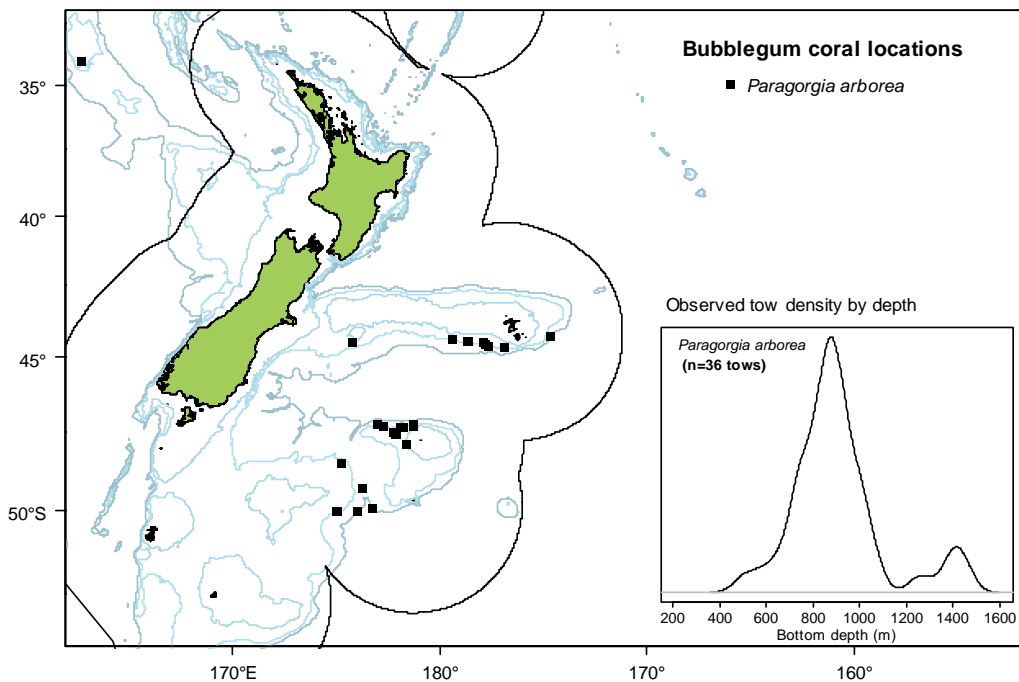 Bubblegum coral locations
Paragorgia arborea
35°
40°
45°
50°S
170°E
180°
170°
160°
Observed tow density by depth
Paragorgia arborea
(n=36 tows)
200 400 600 800 1000 1200 1400 1600
Bottom depth (m)